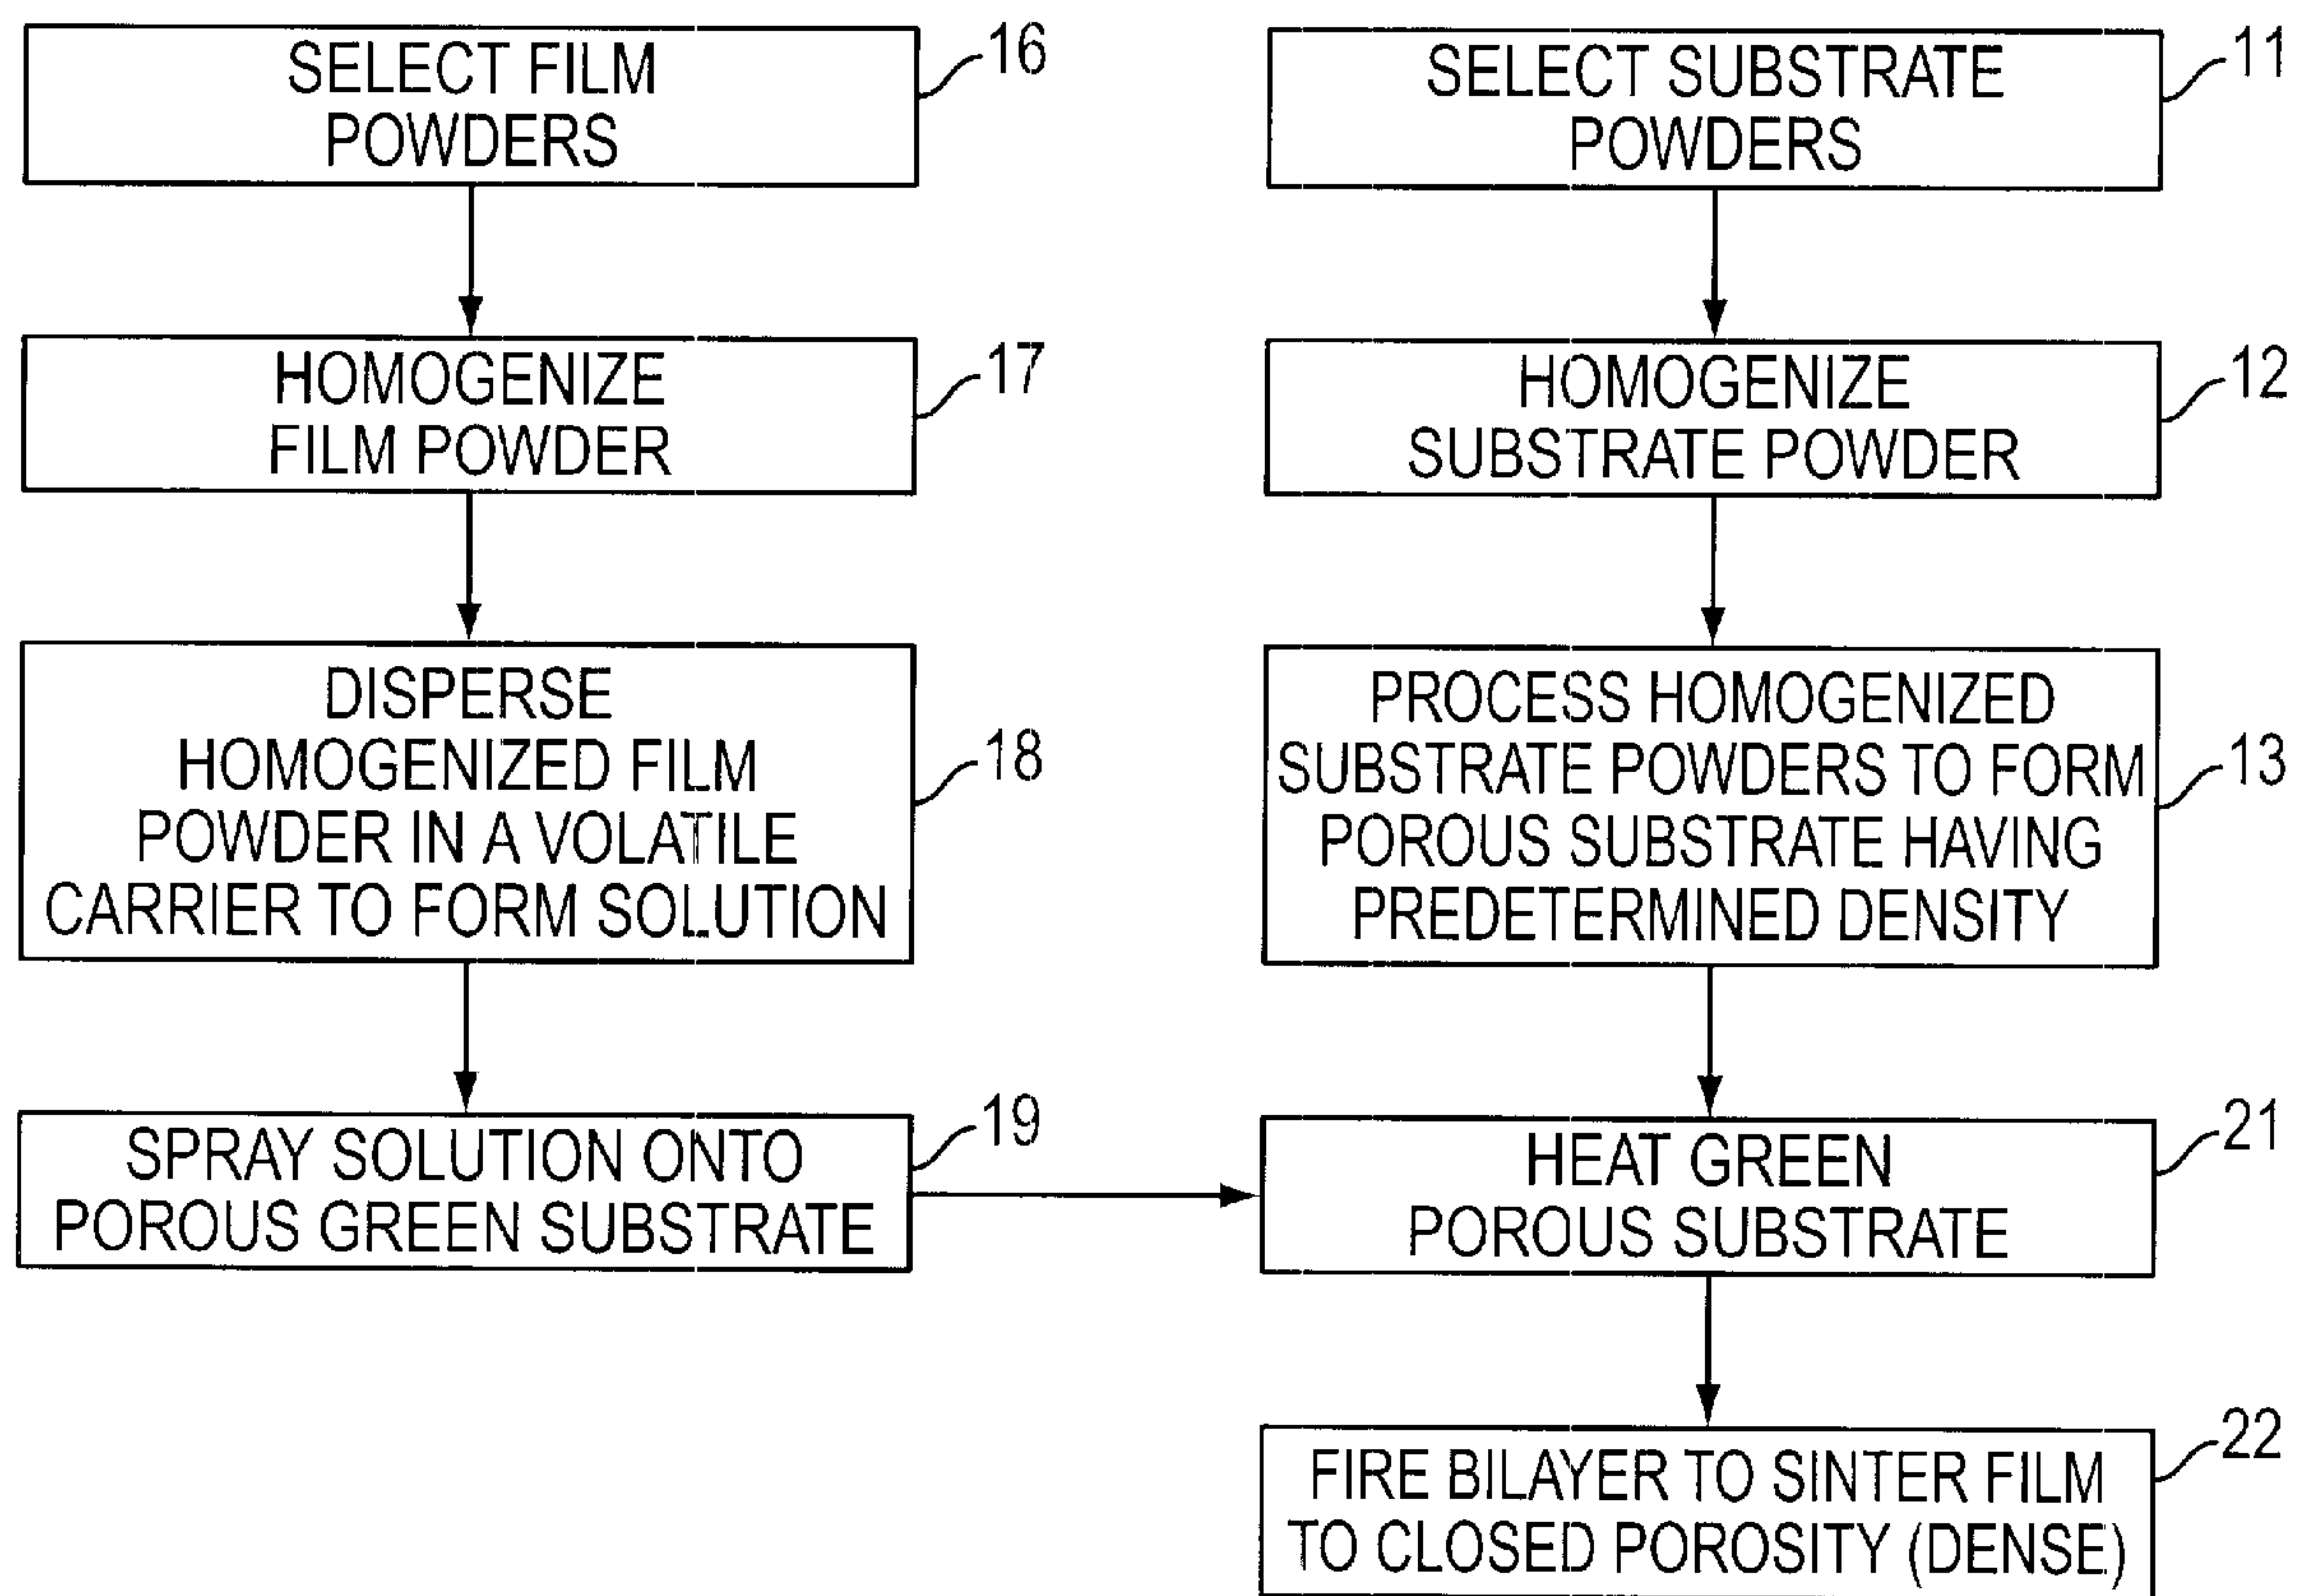 SELECT FILM
POWDERS
16
HOMOGENIZE
FILM POWDER
17
DISPERSE
HOMOGENIZED FILM
POWDER IN A VOLATILE
CARRIER TO FORM SOLUTION
18
SPRAY SOLUTION ONTO
POROUS GREEN SUBSTRATE
19
SELECT SUBSTRATE
POWDERS
11
HOMOGENIZE
SUBSTRATE POWDER
12
PROCESS HOMOGENIZED
SUBSTRATE POWDERS TO FORM
POROUS SUBSTRATE HAVING
PREDETERMINED DENSITY
13
HEAT GREEN
POROUS SUBSTRATE
21
FIRE BILAYER TO SINTER FILM
TO CLOSED POROSITY (DENSE)
22